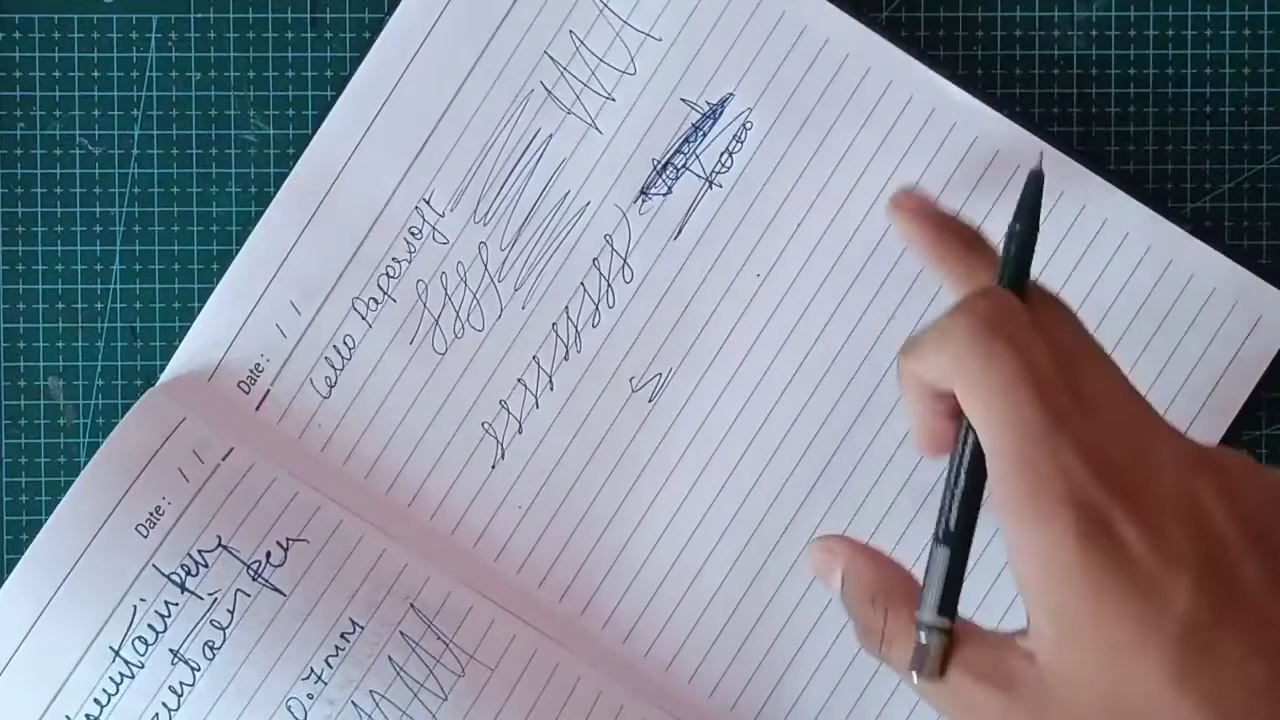 Date: / /
Cello Papersoft
Date: / /
fountain pen
fountain pen
0.7MM